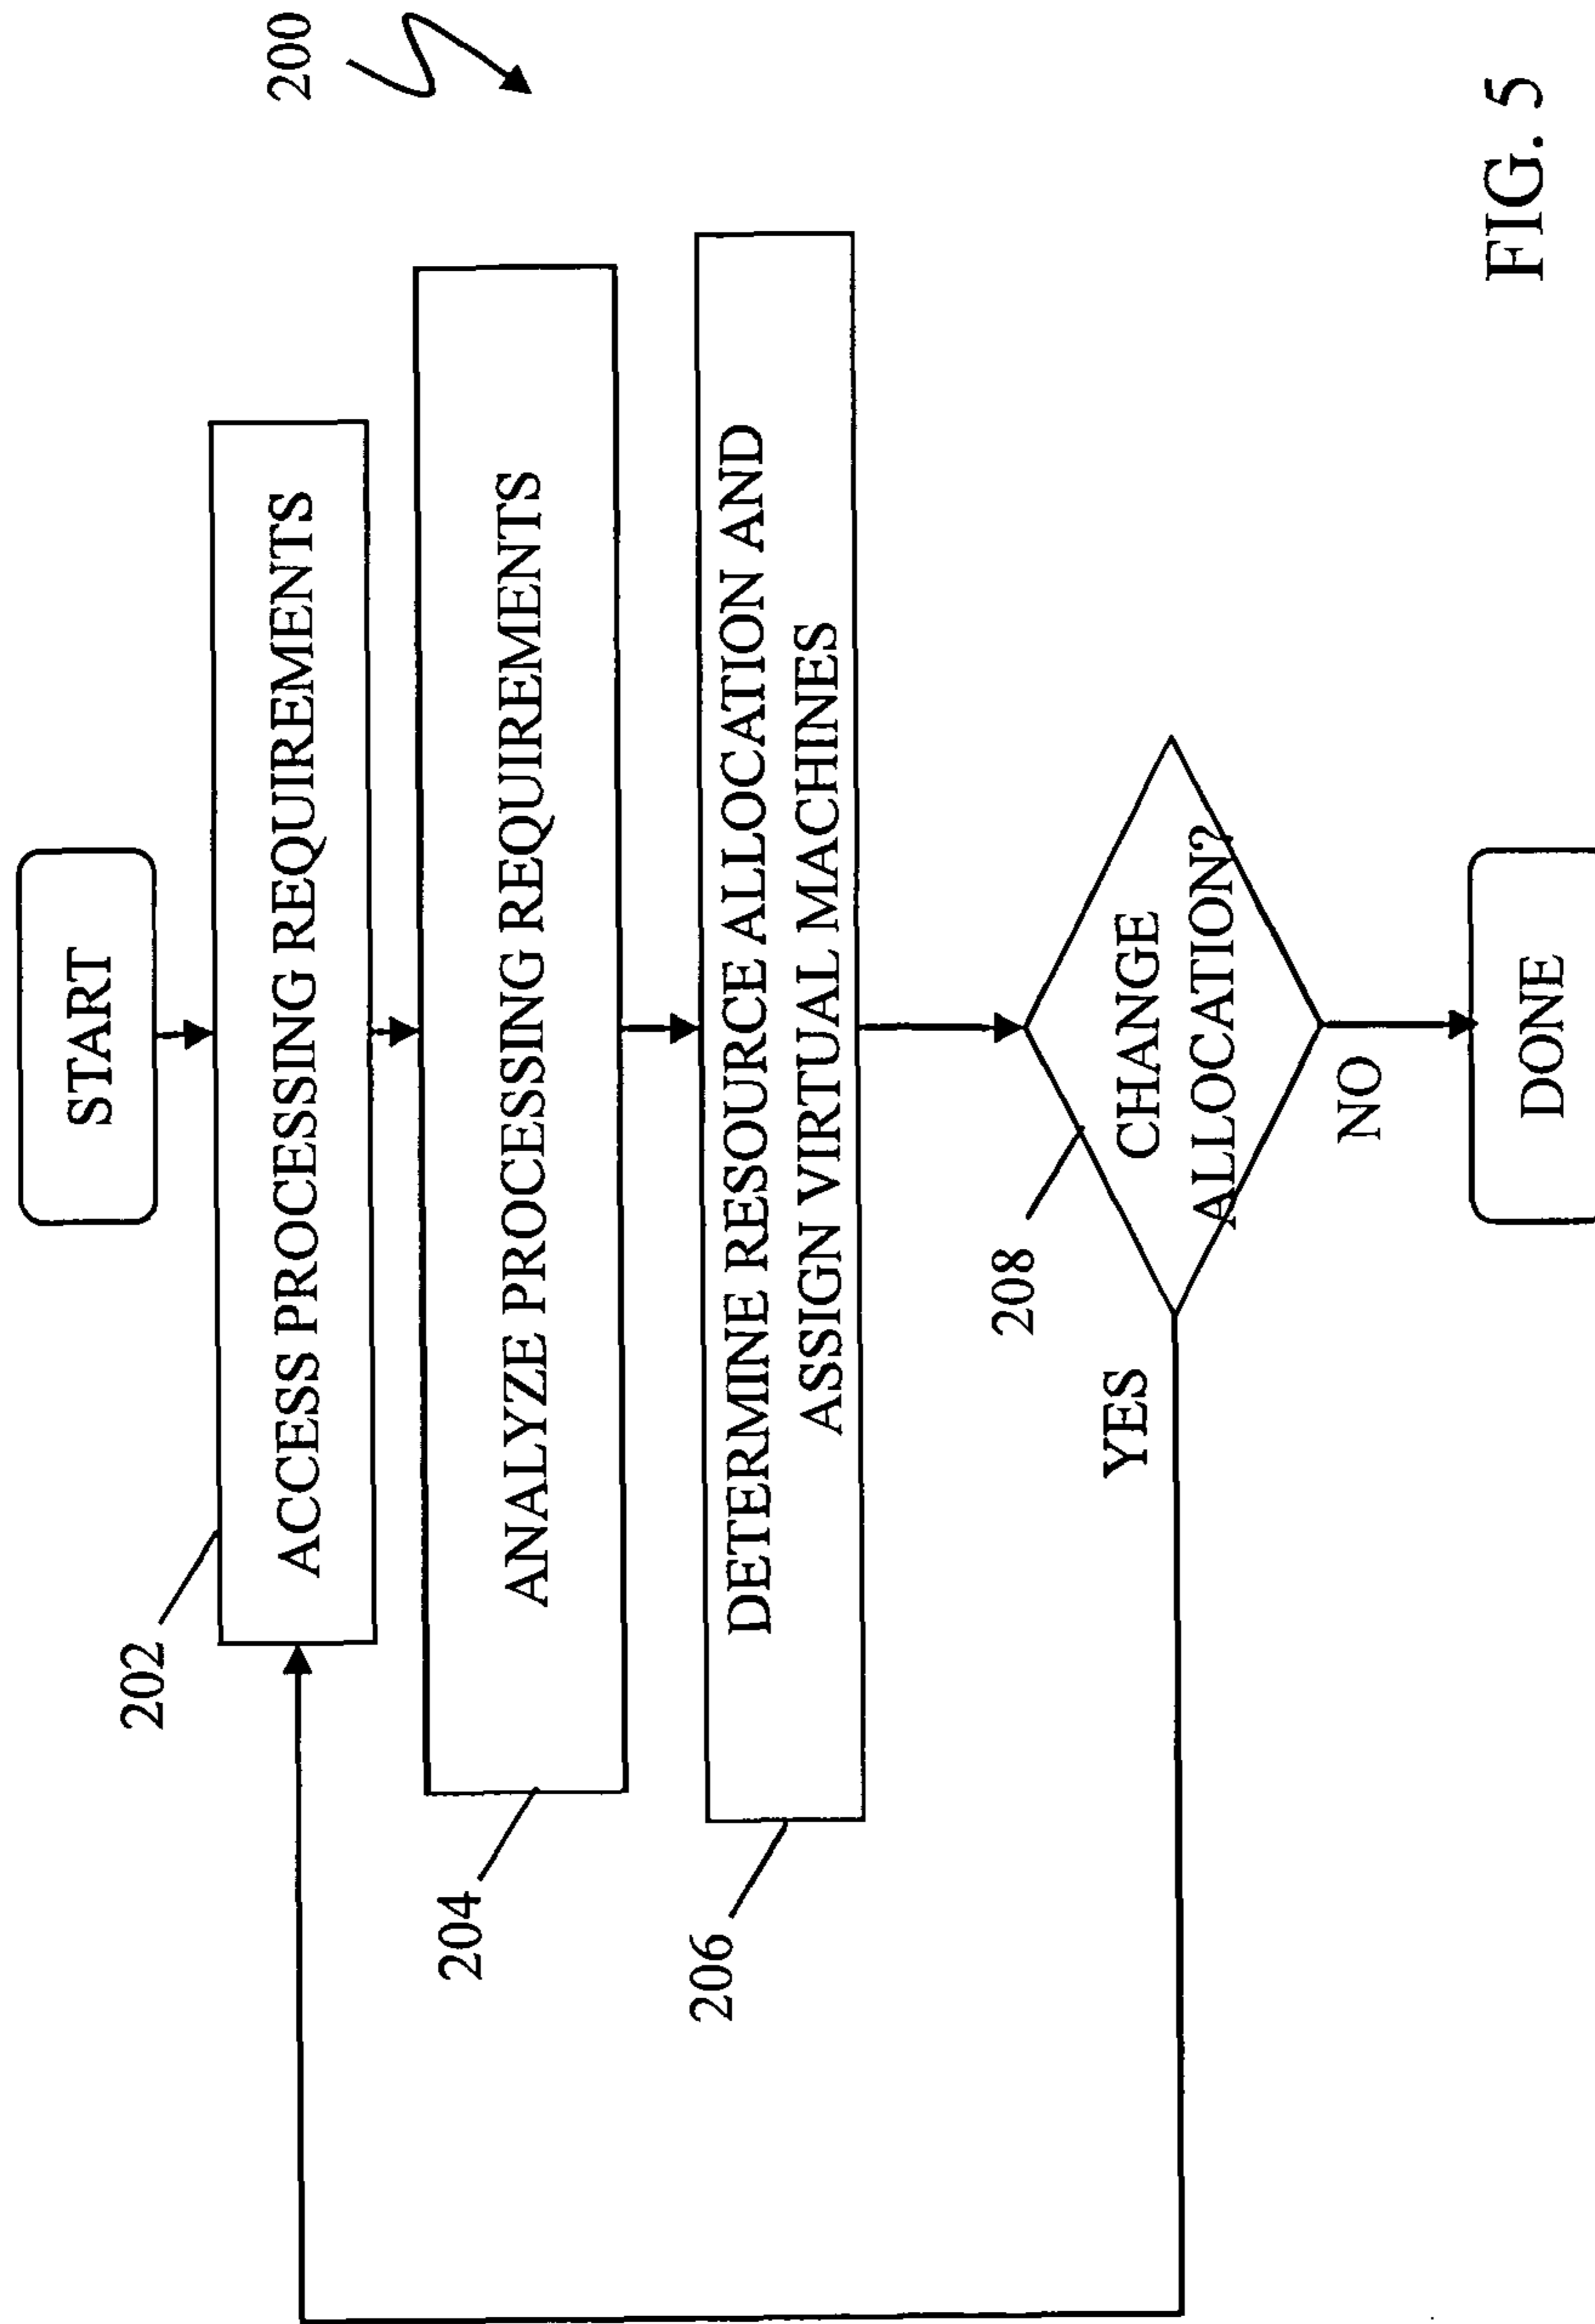 200
START
202
ACCESS PROCESSING REQUIREMENTS
204
ANALYZE PROCESSING REQUIREMENTS
206
DETERMINE RESOURCE ALLOCATION AND
ASSIGN VIRTUAL MACHINES
208
CHANGE
ALLOCATION?
YES
NO
DONE
FIG. 5